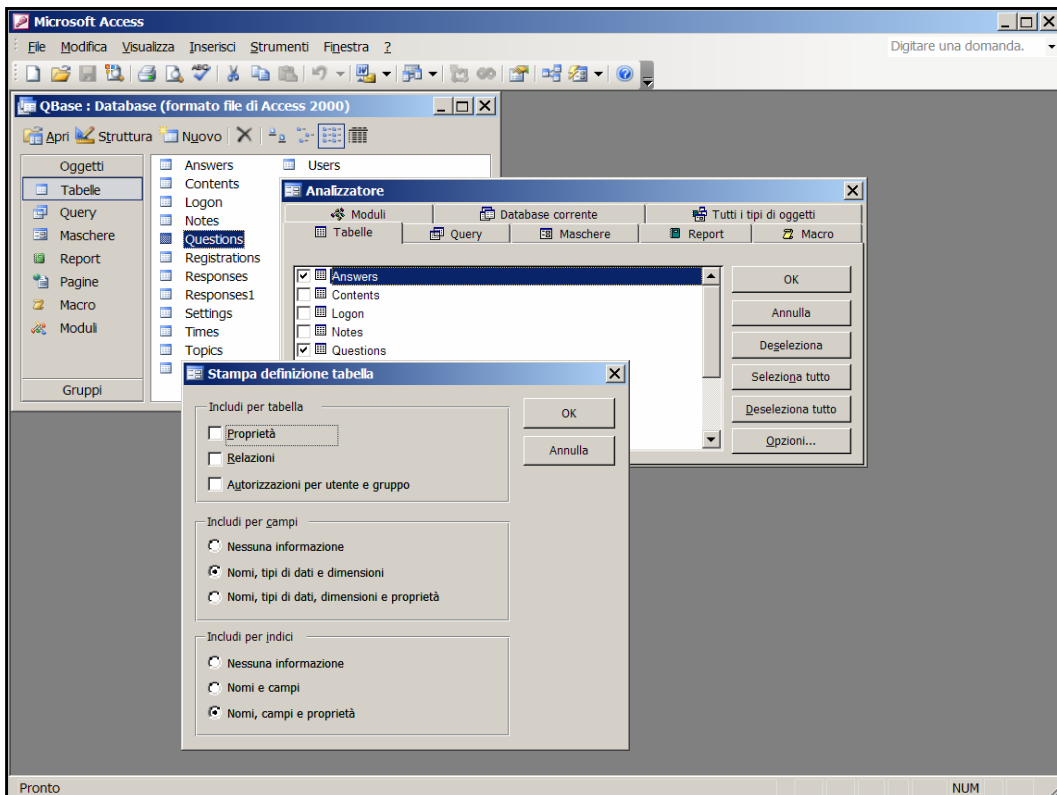 Microsoft Access
File Modifica Visualizza Inserisci Strumenti Finestra ?
Digitare una domanda.
QBase : Database (formato file di Access 2000)
Apri Struttura Nuovo
Oggetti
Tabelle
Query
Maschere
Report
Pagine
Macro
Moduli
Gruppi
Answers
Contents
Logon
Notes
Questions
Registrations
Responses
Responses1
Settings
Times
Topics
Users
Analizzatore
Moduli Database corrente Tutti i tipi di oggetti
Tabelle Query Maschere Report Macro
Answers
Contents
Logon
Notes
Questions
OK
Annulla
Deseleziona
Seleziona tutto
Deseleziona tutto
Opzioni...
Stampa definizione tabella
Includi per tabella
Proprietà
Relazioni
Autorizzazioni per utente e gruppo
OK
Annulla
Includi per campi
Nessuna informazione
Nomi, tipi di dati e dimensioni
Nomi, tipi di dati, dimensioni e proprietà
Includi per indici
Nessuna informazione
Nomi e campi
Nomi, campi e proprietà
Pronto
NUM